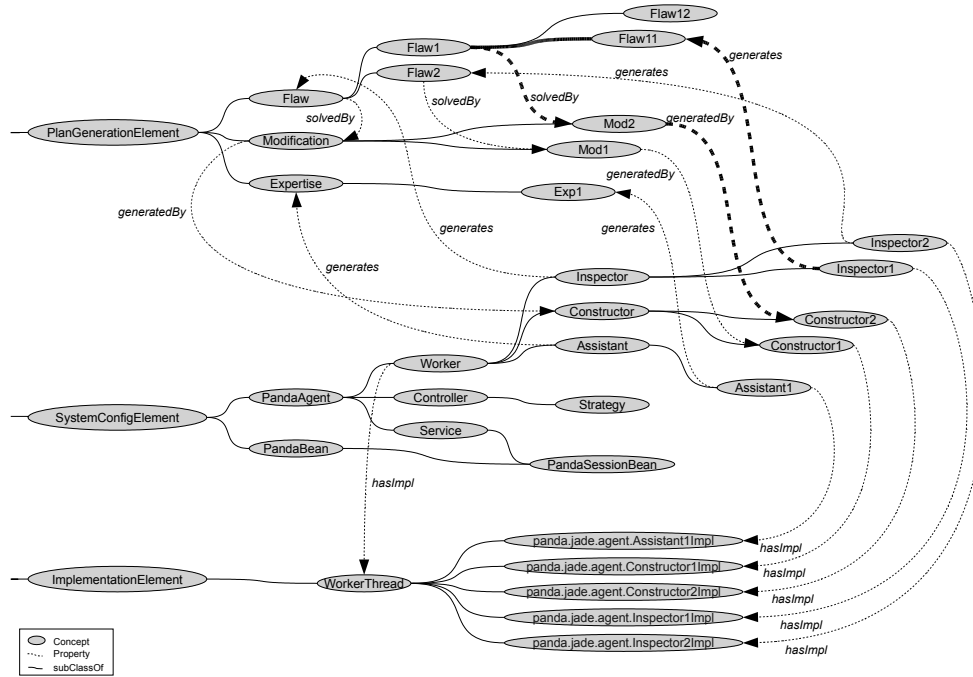 Flaw12
Flaw1
Flaw11
generates
Flaw2
generates
Flaw
solvedBy
solvedBy
solvedBy
generatedBy
PlanGenerationElement
Mod2
Modification
Mod1
generatedBy
Expertise
Exp1
generatedBy
generates
generates
Inspector2
generates
Inspector
Inspector1
Constructor
Constructor2
Assistant
Constructor1
Worker
Assistant1
PandaAgent
Controller
Strategy
SystemConfigElement
Service
PandaBean
PandaSessionBean
hasImpl
panda.jade.agent.Assistant1Impl
hasImpl
panda.jade.agent.Constructor1Impl
hasImpl
ImplementationElement
WorkerThread
panda.jade.agent.Constructor2Impl
hasImpl
panda.jade.agent.Inspector1Impl
hasImpl
panda.jade.agent.Inspector2Impl
hasImpl
Concept
Property
subClassOf